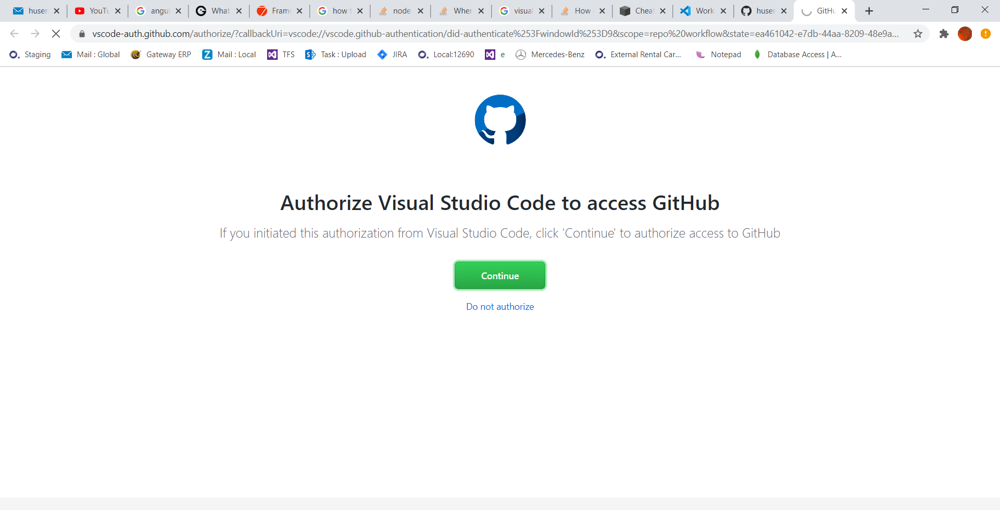 huser YouTu angul What Frame how t node. Wher visual How Cheat Work huser GitHu
vscode-auth.github.com/authorize/?callbackUri=vscode://vscode.github-authentication/did-authenticate%253FwindowId%253D9&scope=repo%20workflow&state=ea461042-e7db-44aa-8209-48e9a...
Staging Mail : Global Gateway ERP Mail : Local TFS Task : Upload JIRA Local:12690 e Mercedes-Benz External Rental Car... Notepad Database Access | A...
Authorize Visual Studio Code to access GitHub
If you initiated this authorization from Visual Studio Code, click 'Continue' to authorize access to GitHub
Continue
Do not authorize